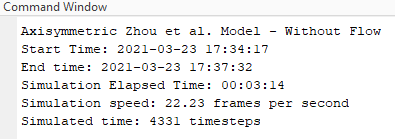 Command Window
Axisymmetric Zhou et al. Model - Without Flow
Start Time: 2021-03-23 17:34:17
End time: 2021-03-23 17:37:32
Simulation Elapsed Time: 00:03:14
Simulation speed: 22.23 frames per second
Simulated time: 4331 timesteps